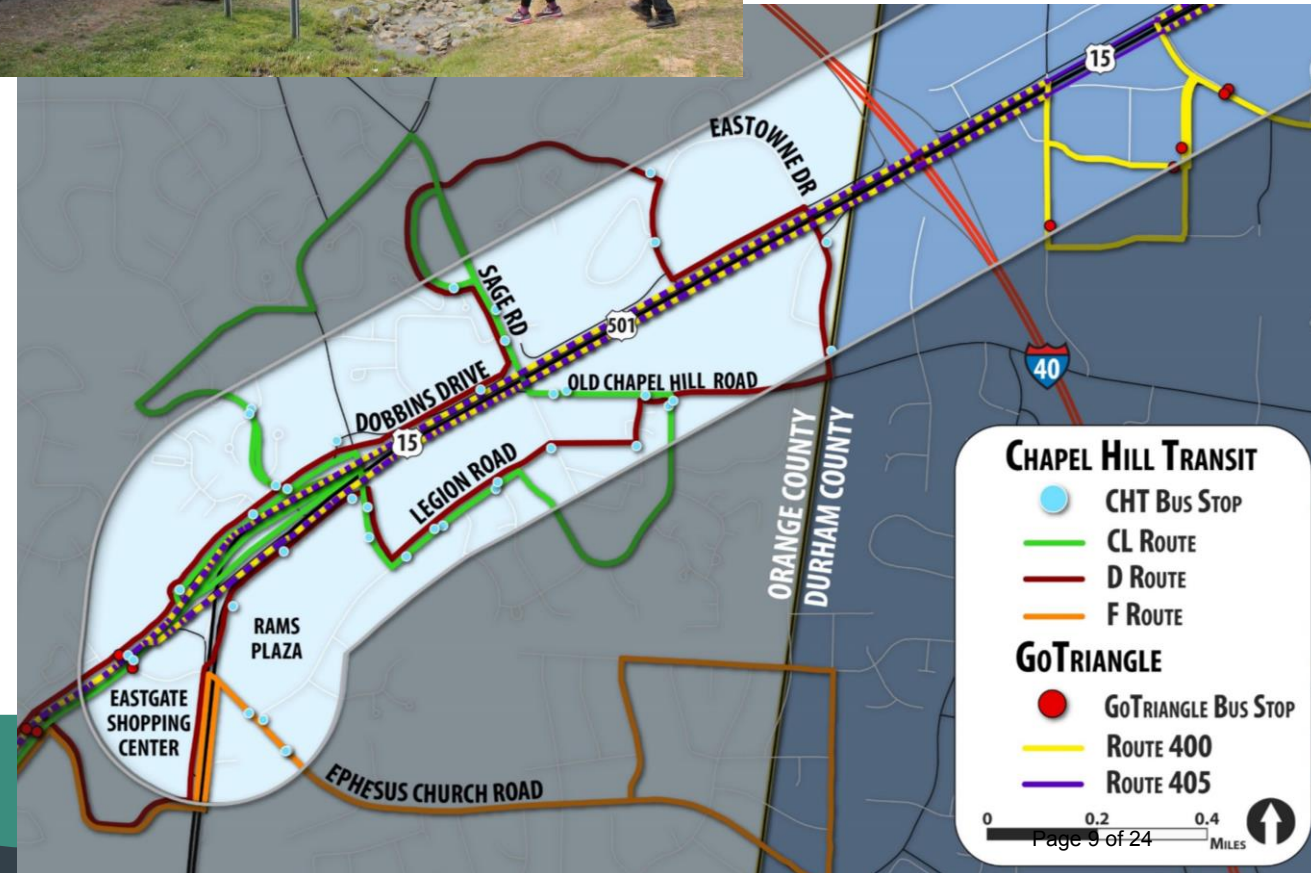 15
EASTOWNE DR
SAGE RD
501
DOBBINS DRIVE
OLD CHAPEL HILL ROAD
15
40
LEGION ROAD
ORANGE COUNTY
DURHAM COUNTY
RAMS
PLAZA
EASTGATE
SHOPPING
CENTER
EPHESUS CHURCH ROAD
CHAPEL HILL TRANSIT
CHT BUS STOP
CL ROUTE
D ROUTE
F ROUTE
GOTRIANGLE
GOTRIANGLE BUS STOP
ROUTE 400
ROUTE 405
0 0.2 0.4
MILES
Page 9 of 24